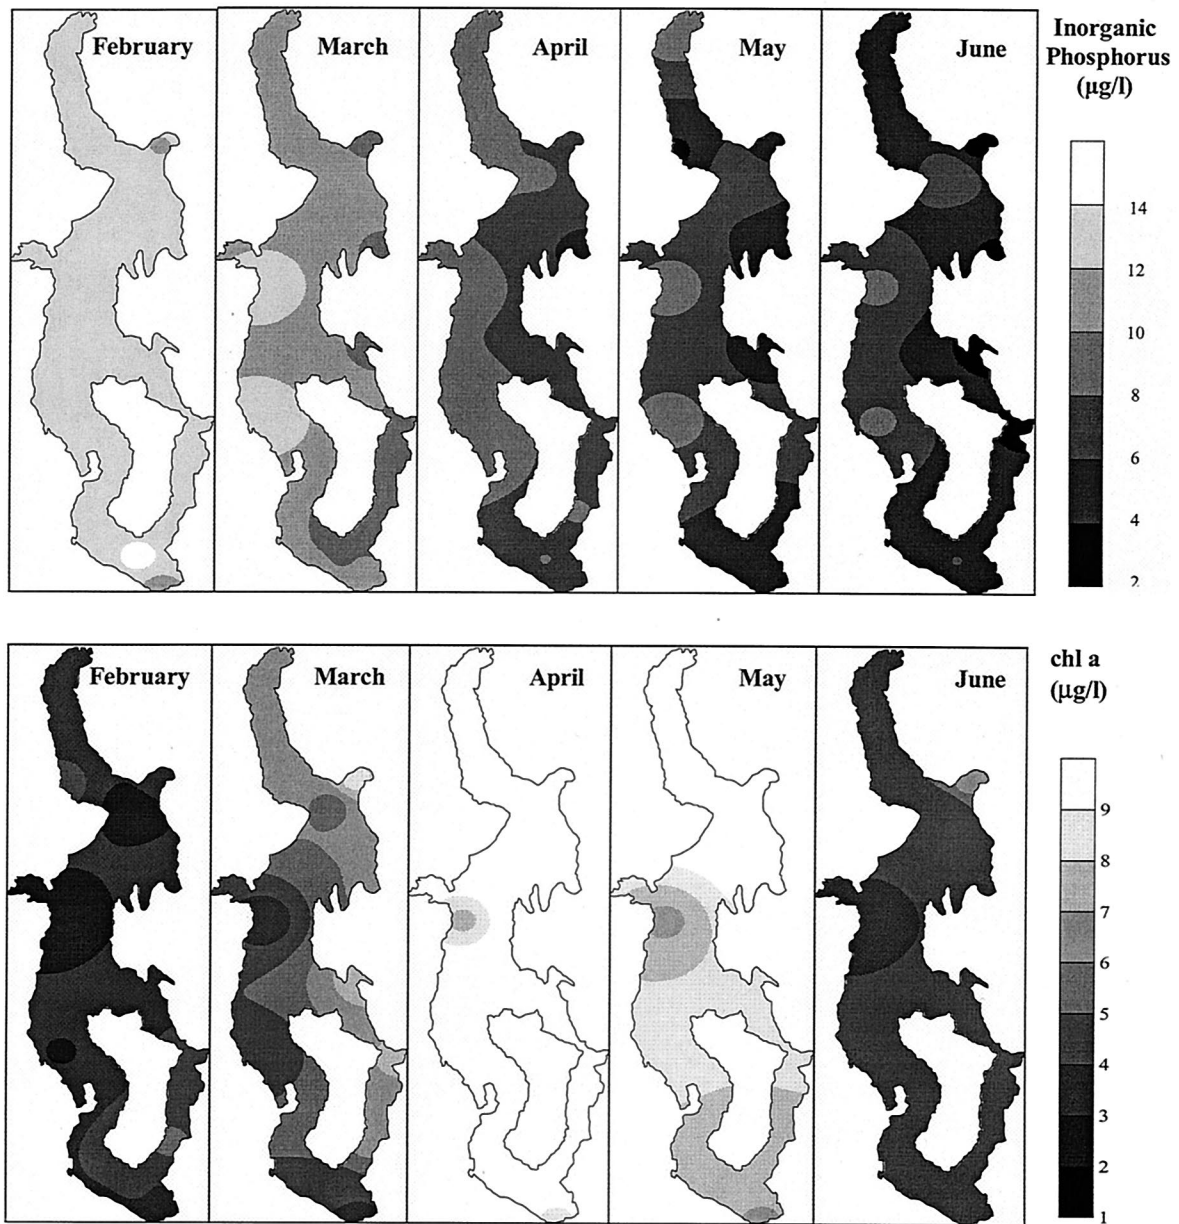 February
March
April
May
June
Inorganic
Phosphorus
(µg/l)
14
12
10
8
6
4
2
February
March
April
May
June
chl a
(µg/l)
9
8
7
6
5
4
3
2
1